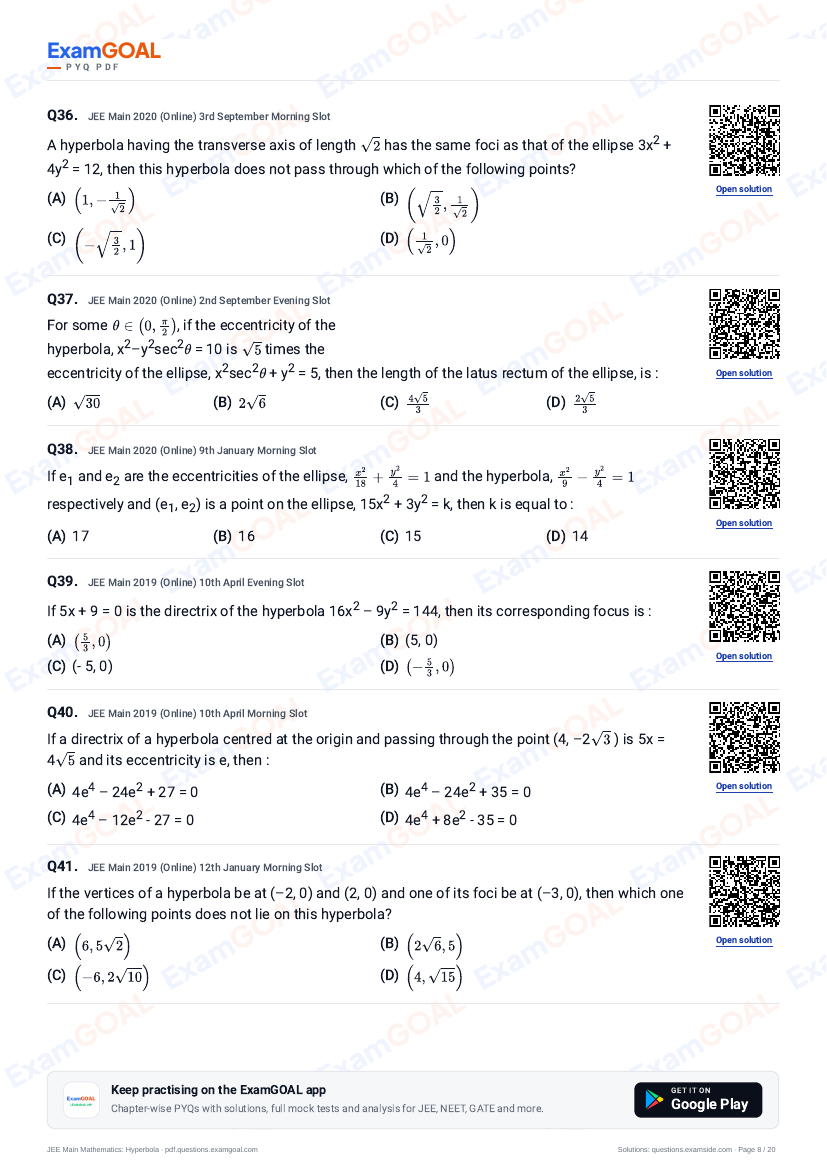 ExamGOAL
PYQ PDF
Q36. JEE Main 2020 (Online) 3rd September Morning Slot
A hyperbola having the transverse axis of length √2 has the same foci as that of the ellipse 3x² +
4y² = 12, then this hyperbola does not pass through which of the following points?
(A) (1, −1/√2) (B) (√(3/2), 1/√2)
(C) (−√(3/2), 1) (D) (1/√2, 0)
Open solution
Q37. JEE Main 2020 (Online) 2nd September Evening Slot
For some θ ∈ (0, π/2), if the eccentricity of the
hyperbola, x²−y²sec²θ = 10 is √5 times the
eccentricity of the ellipse, x²sec²θ + y² = 5, then the length of the latus rectum of the ellipse, is :
(A) √30 (B) 2√6 (C) 4√5/3 (D) 2√5/3
Open solution
Q38. JEE Main 2020 (Online) 9th January Morning Slot
If e₁ and e₂ are the eccentricities of the ellipse, x²/18 + y²/4 = 1 and the hyperbola, x²/9 − y²/4 = 1
respectively and (e₁, e₂) is a point on the ellipse, 15x² + 3y² = k, then k is equal to :
(A) 17 (B) 16 (C) 15 (D) 14
Open solution
Q39. JEE Main 2019 (Online) 10th April Evening Slot
If 5x + 9 = 0 is the directrix of the hyperbola 16x² − 9y² = 144, then its corresponding focus is :
(A) (5/3, 0) (B) (5, 0)
(C) (- 5, 0) (D) (−5/3, 0)
Open solution
Q40. JEE Main 2019 (Online) 10th April Morning Slot
If a directrix of a hyperbola centred at the origin and passing through the point (4, −2√3 ) is 5x =
4√5 and its eccentricity is e, then :
(A) 4e⁴ − 24e² + 27 = 0 (B) 4e⁴ − 24e² + 35 = 0
(C) 4e⁴ − 12e² - 27 = 0 (D) 4e⁴ + 8e² - 35 = 0
Open solution
Q41. JEE Main 2019 (Online) 12th January Morning Slot
If the vertices of a hyperbola be at (−2, 0) and (2, 0) and one of its foci be at (−3, 0), then which one
of the following points does not lie on this hyperbola?
(A) (6, 5√2) (B) (2√6, 5)
(C) (−6, 2√10) (D) (4, √15)
Open solution
ExamGOAL
Keep practising on the ExamGOAL app
Chapter-wise PYQs with solutions, full mock tests and analysis for JEE, NEET, GATE and more.
GET IT ON
Google Play
JEE Main Mathematics: Hyperbola · pdf.questions.examgoal.com
Solutions: questions.examside.com · Page 8 / 20